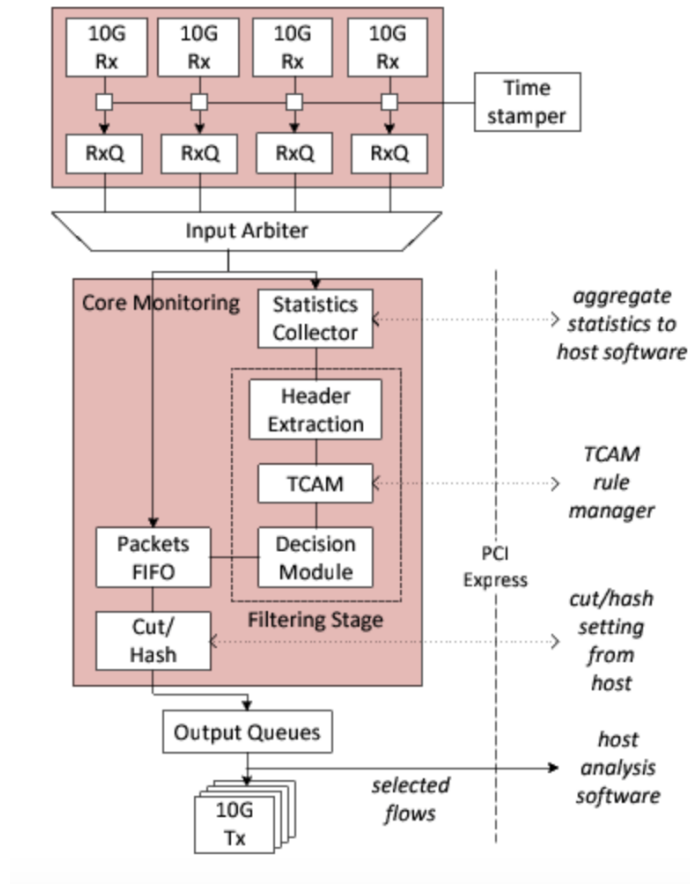 10G
Rx
10G
Rx
10G
Rx
10G
Rx
Time
stamper
RxQ
RxQ
RxQ
RxQ
Input Arbiter
Core Monitoring
Statistics
Collector
aggregate
statistics to
host software
Header
Extraction
TCAM
TCAM
rule
manager
Packets
FIFO
Decision
Module
PCI
Express
Filtering Stage
Cut/
Hash
cut/hash
setting
from
host
Output Queues
host
analysis
software
selected
flows
10G
Tx